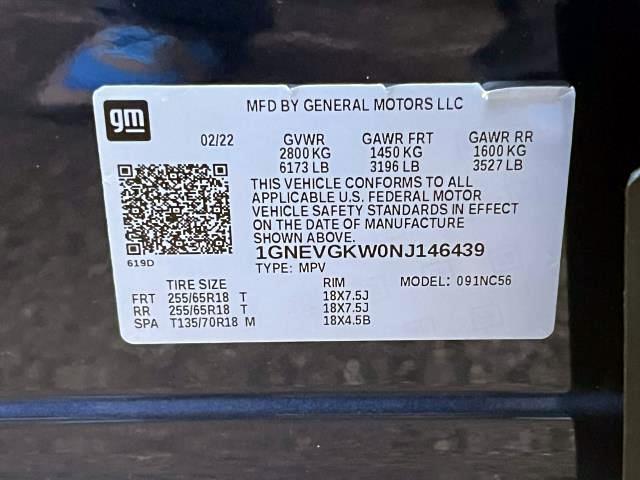 gm
MFD BY GENERAL MOTORS LLC
02/22 GVWR GAWR FRT GAWR RR
2800 KG 1450 KG 1600 KG
6173 LB 3196 LB 3527 LB
THIS VEHICLE CONFORMS TO ALL
APPLICABLE U.S. FEDERAL MOTOR
VEHICLE SAFETY STANDARDS IN EFFECT
ON THE DATE OF MANUFACTURE
SHOWN ABOVE.
1GNEVGKW0NJ146439
619D
TYPE: MPV MODEL: 091NC56
TIRE SIZE RIM
FRT 255/65R18 T 18X7.5J
RR 255/65R18 T 18X7.5J
SPA T135/70R18 M 18X4.5B